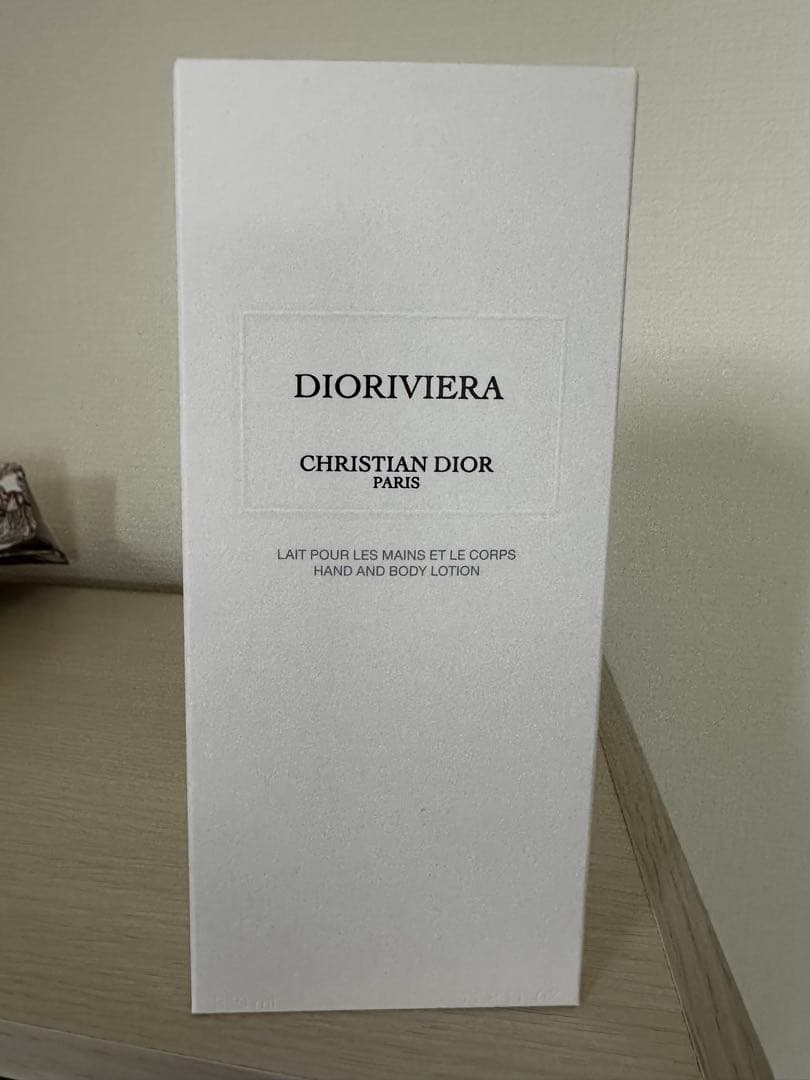 DIORIVIERA
CHRISTIAN DIOR
PARIS
LAIT POUR LES MAINS ET LE CORPS
HAND AND BODY LOTION